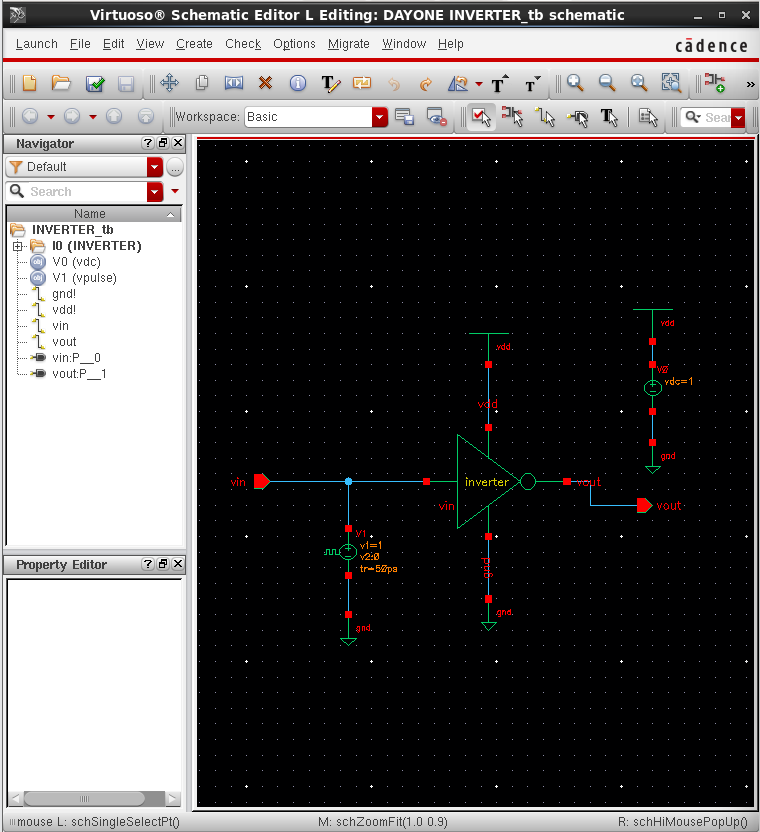 Virtuoso® Schematic Editor L Editing: DAYONE INVERTER_tb schematic
Launch File Edit View Create Check Options Migrate Window Help
cādence
Workspace: Basic
Sear
Navigator
Default
Search
Name
INVERTER_tb
I0 (INVERTER)
V0 (vdc)
V1 (vpulse)
gnd!
vdd!
vin
vout
vin:P__0
vout:P__1
Property Editor
vdd
V0
vdc=1
gnd
vdd
vdd
vin
inverter
vout
vin
vout
V1
v1=1
v2:0
gnd
gnd
gnd
mouse L: schSingleSelectPt()
M: schZoomFit(1.0 0.9)
R: schHiMousePopUp()